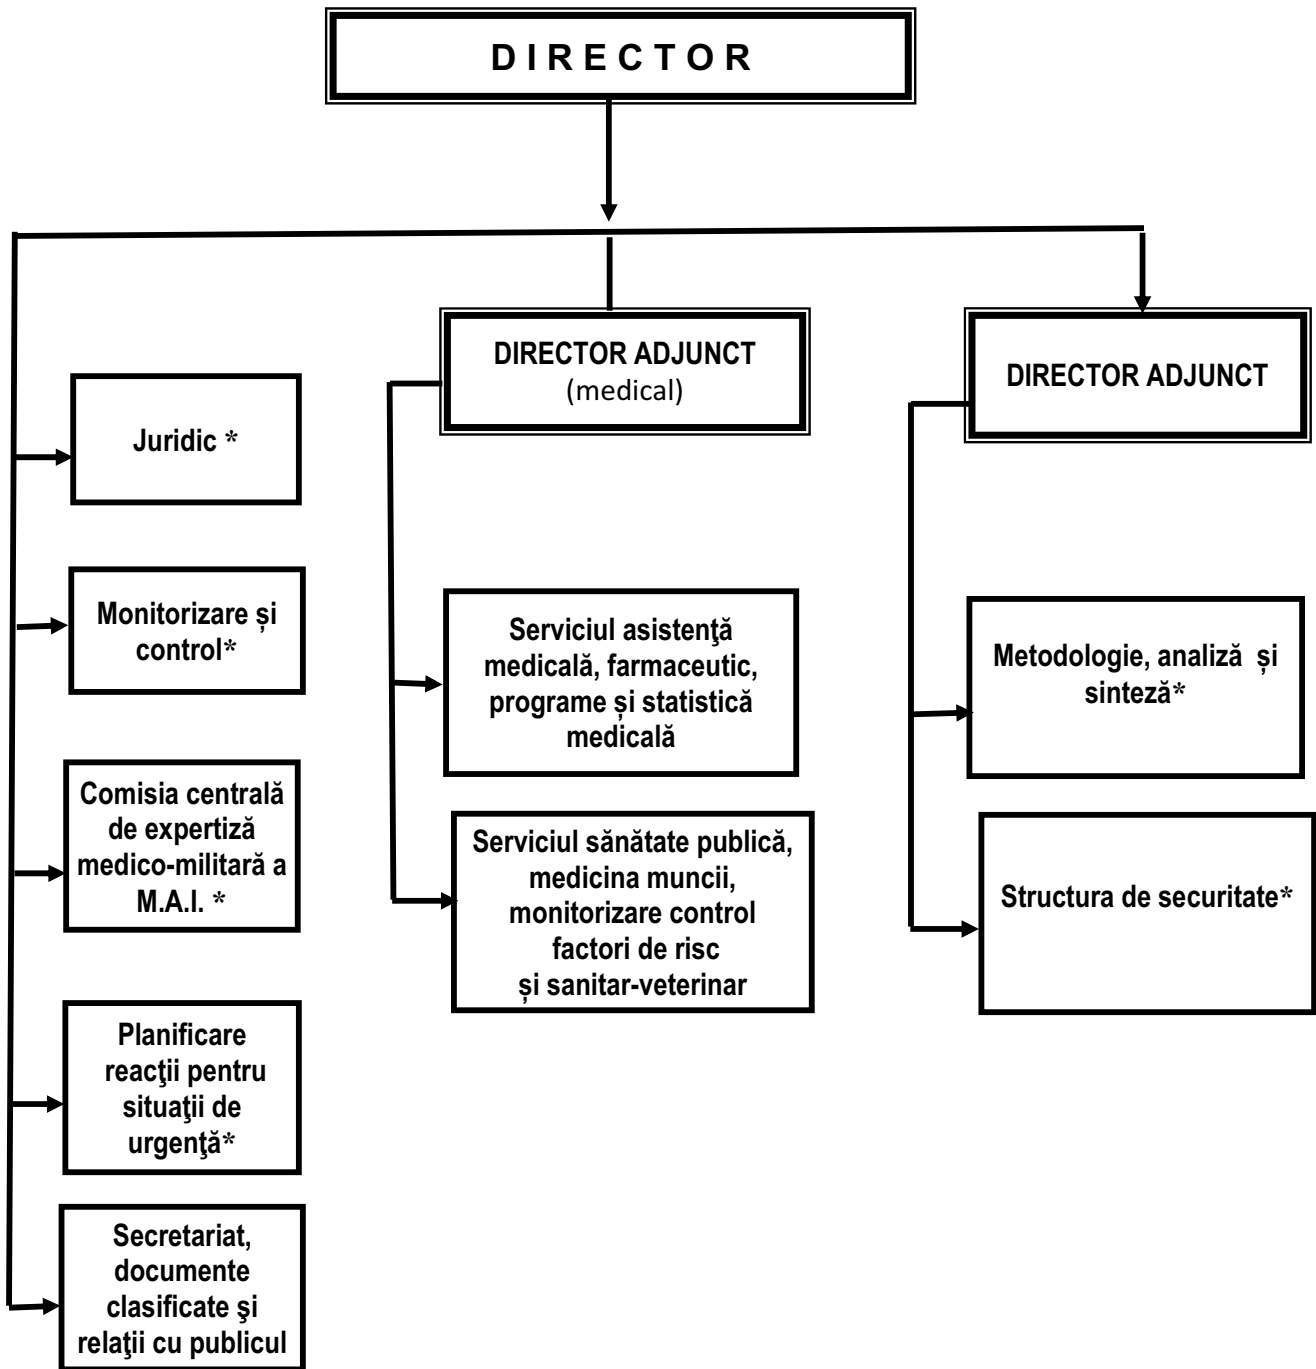 D I R E C T O R
DIRECTOR ADJUNCT
(medical)
DIRECTOR ADJUNCT
Juridic *
Monitorizare și
control*
Comisia centrală
de expertiză
medico-militară a
M.A.I. *
Planificare
reacţii pentru
situaţii de
urgenţă*
Secretariat,
documente
clasificate şi
relaţii cu publicul
Serviciul asistenţă
medicală, farmaceutic,
programe și statistică
medicală
Serviciul sănătate publică,
medicina muncii,
monitorizare control
factori de risc
și sanitar-veterinar
Metodologie, analiză și
sinteză*
Structura de securitate*